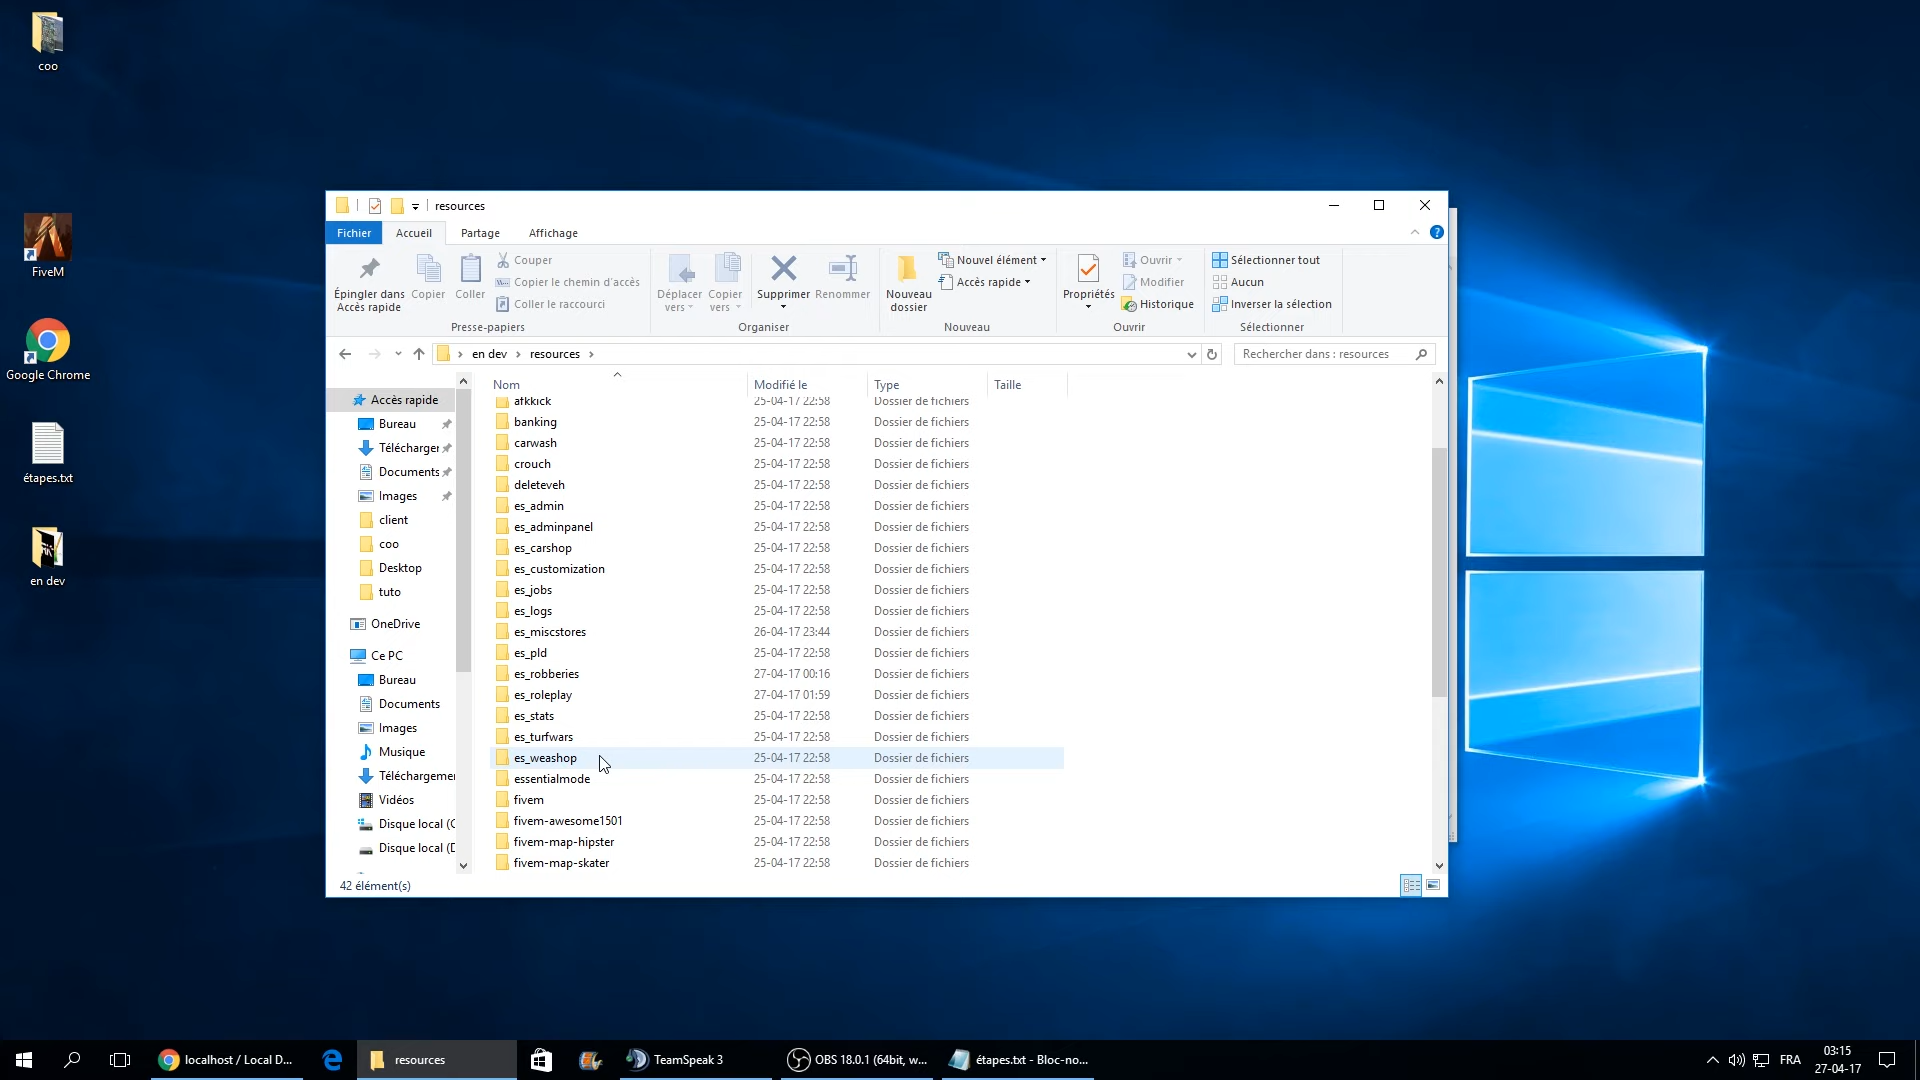 coo
FiveM
Google Chrome
étapes.txt
en dev
resources
Fichier
Accueil
Partage
Affichage
Épingler dans
Accès rapide
Copier
Coller
Couper
Copier le chemin d'accès
Coller le raccourci
Presse-papiers
Déplacer
vers
Copier
vers
Supprimer
Renommer
Organiser
Nouveau
dossier
Nouvel élément
Accès rapide
Nouveau
Propriétés
Ouvrir
Modifier
Historique
Ouvrir
Sélectionner tout
Aucun
Inverser la sélection
Sélectionner
en dev
resources
Rechercher dans : resources
Accès rapide
Bureau
Télécharger
Documents
Images
client
coo
Desktop
tuto
OneDrive
Ce PC
Bureau
Documents
Images
Musique
Téléchargeme
Vidéos
Disque local (C
Disque local (D
Nom Modifié le Type Taille
afkkick 25-04-17 22:58 Dossier de fichiers
banking 25-04-17 22:58 Dossier de fichiers
carwash 25-04-17 22:58 Dossier de fichiers
crouch 25-04-17 22:58 Dossier de fichiers
deleteveh 25-04-17 22:58 Dossier de fichiers
es_admin 25-04-17 22:58 Dossier de fichiers
es_adminpanel 25-04-17 22:58 Dossier de fichiers
es_carshop 25-04-17 22:58 Dossier de fichiers
es_customization 25-04-17 22:58 Dossier de fichiers
es_jobs 25-04-17 22:58 Dossier de fichiers
es_logs 25-04-17 22:58 Dossier de fichiers
es_miscstores 26-04-17 23:44 Dossier de fichiers
es_pld 25-04-17 22:58 Dossier de fichiers
es_robberies 27-04-17 00:16 Dossier de fichiers
es_roleplay 27-04-17 01:59 Dossier de fichiers
es_stats 25-04-17 22:58 Dossier de fichiers
es_turfwars 25-04-17 22:58 Dossier de fichiers
es_weashop 25-04-17 22:58 Dossier de fichiers
essentialmode 25-04-17 22:58 Dossier de fichiers
fivem 25-04-17 22:58 Dossier de fichiers
fivem-awesome1501 25-04-17 22:58 Dossier de fichiers
fivem-map-hipster 25-04-17 22:58 Dossier de fichiers
fivem-map-skater 25-04-17 22:58 Dossier de fichiers
42 élément(s)
localhost / Local D...
resources
TeamSpeak 3
OBS 18.0.1 (64bit, w...
étapes.txt - Bloc-no...
FRA
03:15
27-04-17